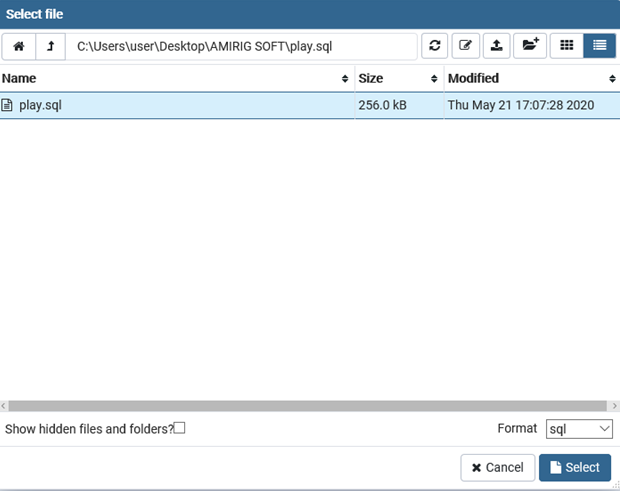 Select file
C:\Users\user\Desktop\AMIRIG SOFT\play.sql
Name Size Modified
play.sql 256.0 kB Thu May 21 17:07:28 2020
Show hidden files and folders? Format sql
Cancel Select